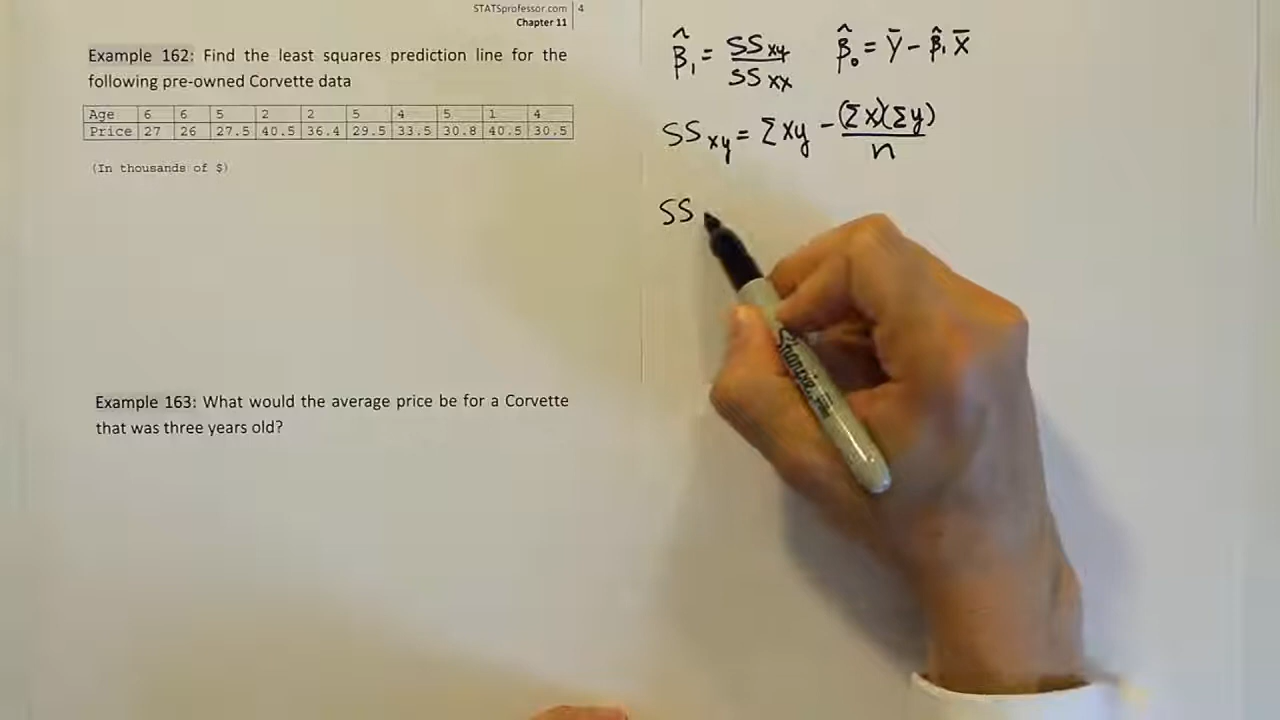 STATSprofessor.com | 4
Chapter 11
Example 162: Find the least squares prediction line for the
following pre-owned Corvette data
Age 6 6 5 2 2 5 4 5 1 4
Price 27 26 27.5 40.5 36.4 29.5 33.5 30.8 40.5 30.5
(In thousands of $)
Example 163: What would the average price be for a Corvette
that was three years old?
β̂₁ = SSxy / SSxx β̂₀ = ȳ - β̂₁ x̄
SSxy = Σxy - (Σx)(Σy) / n
SS
Sharpie